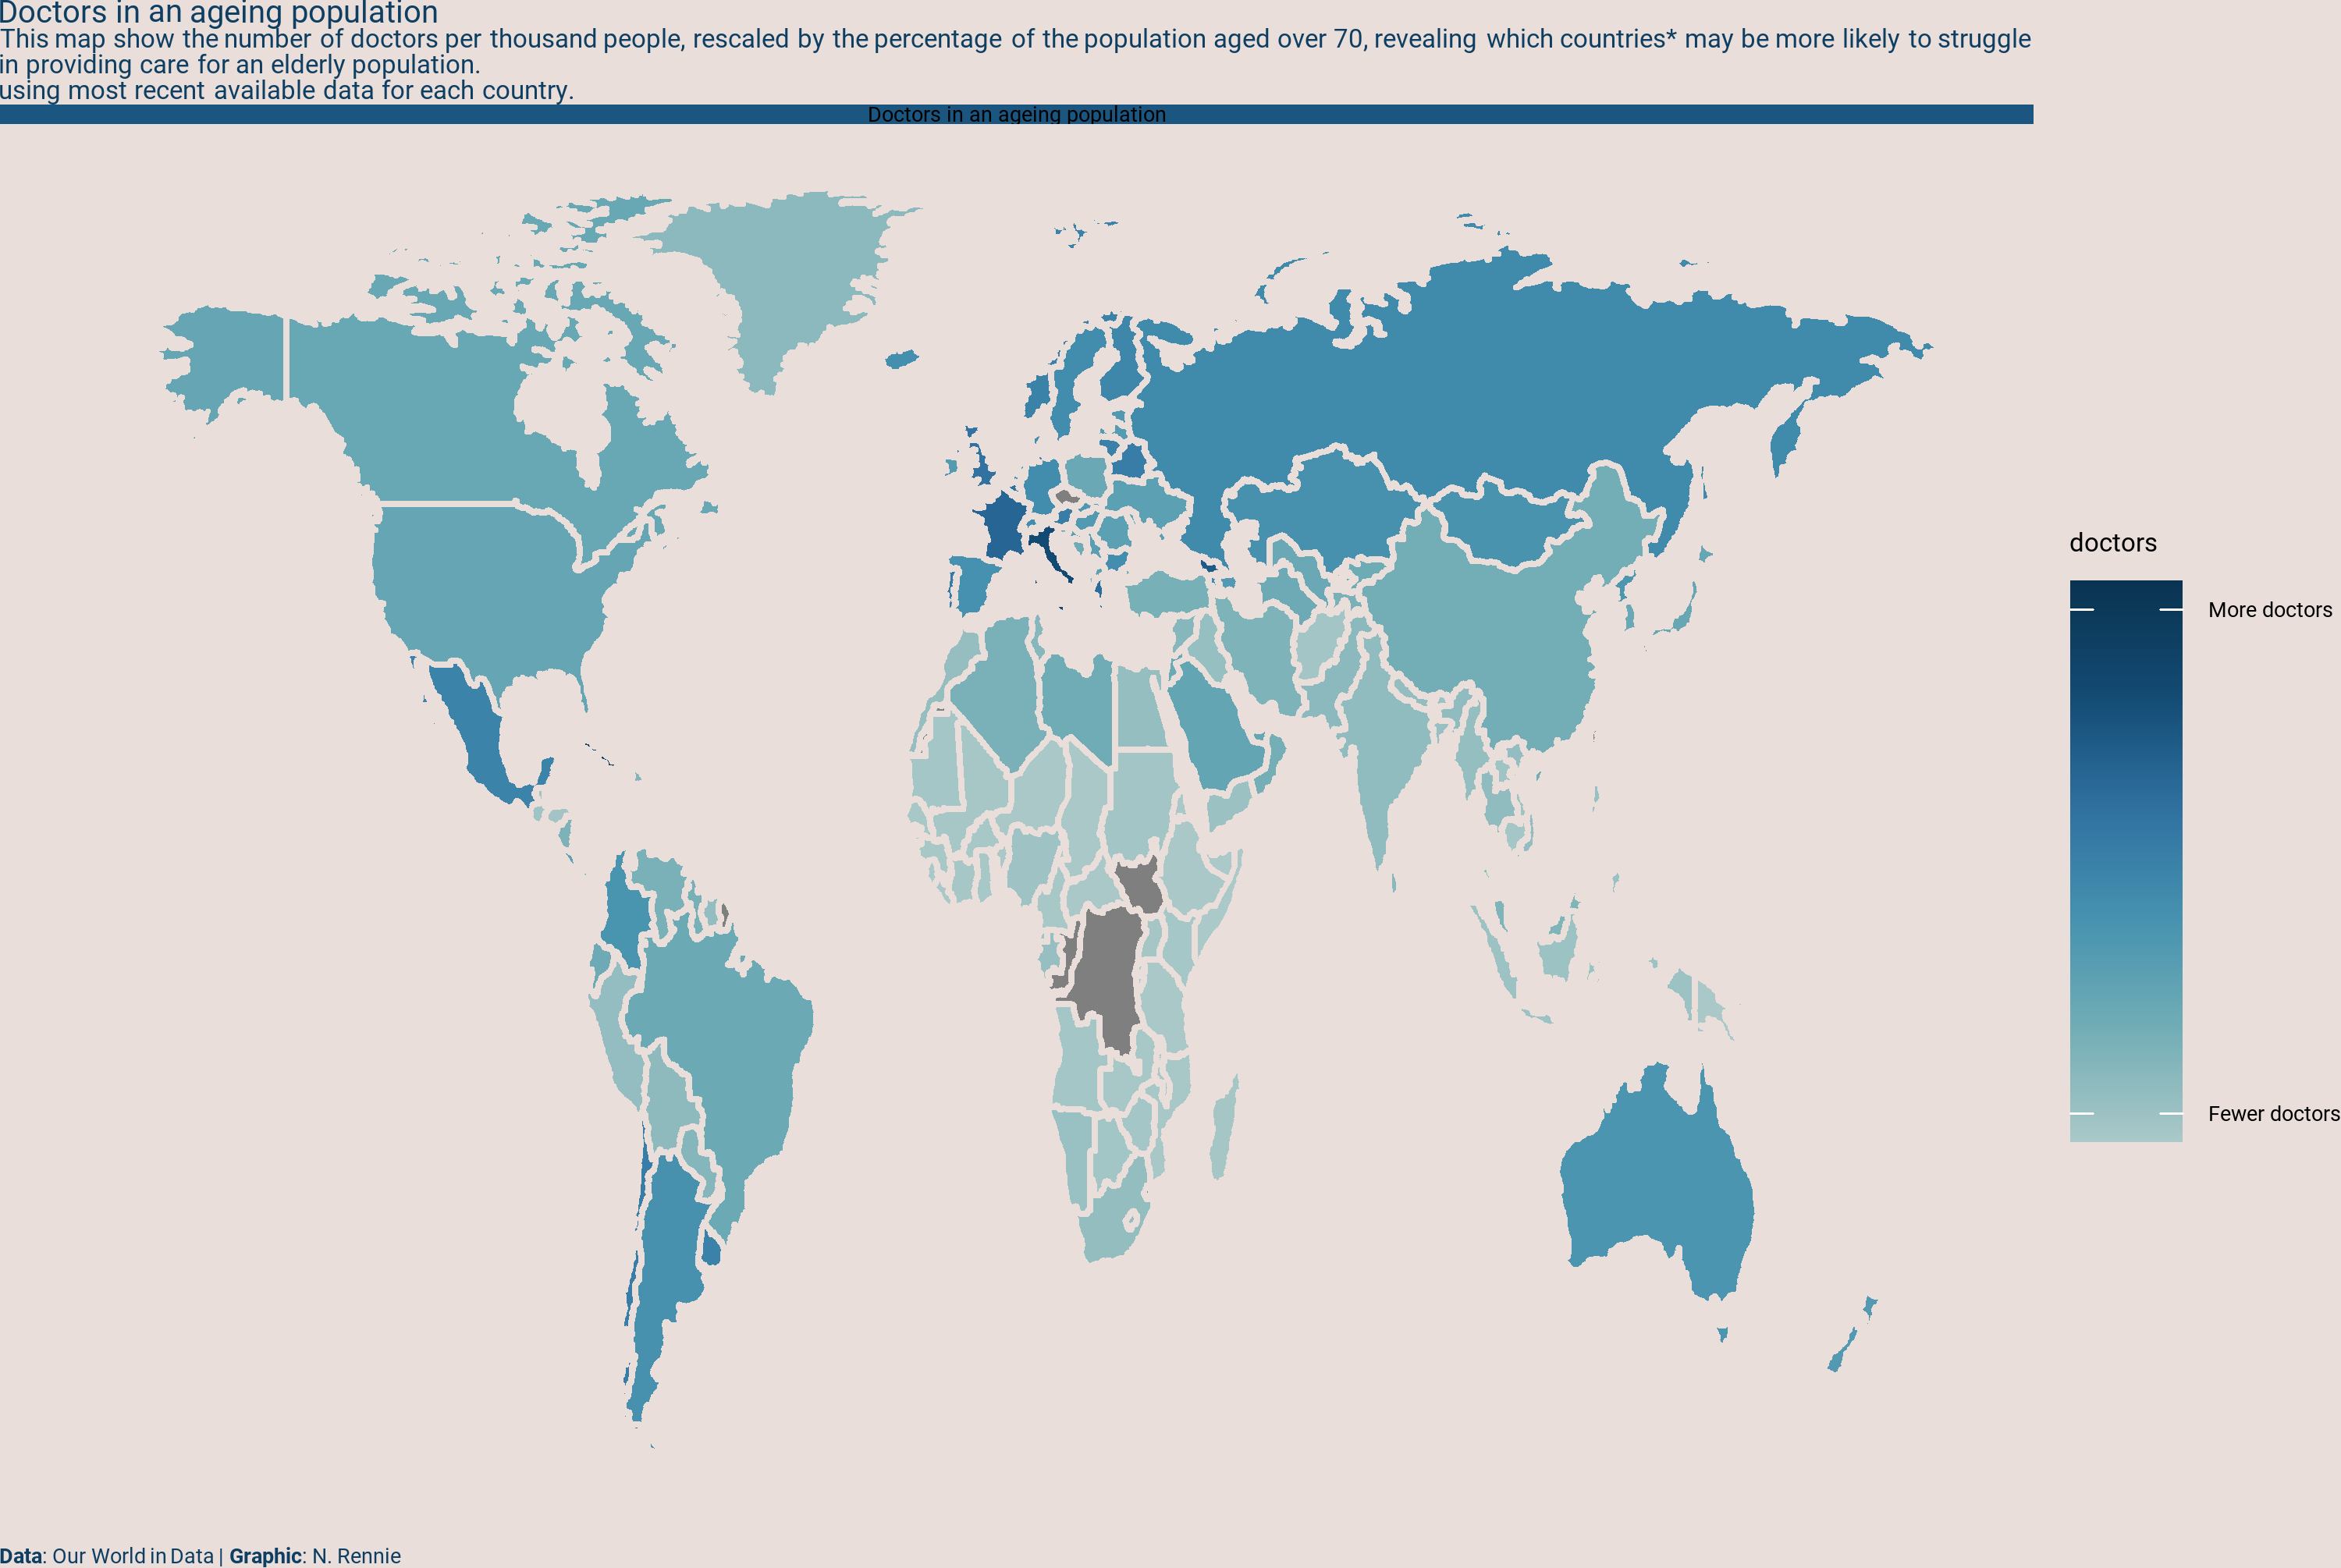 Doctors in an ageing population
This map show the number of doctors per thousand people, rescaled by the percentage of the population aged over 70, revealing which countries* may be more likely to struggle
in providing care for an elderly population.
using most recent available data for each country.
Doctors in an ageing population
doctors
More doctors
Fewer doctors
Data: Our World in Data | Graphic: N. Rennie